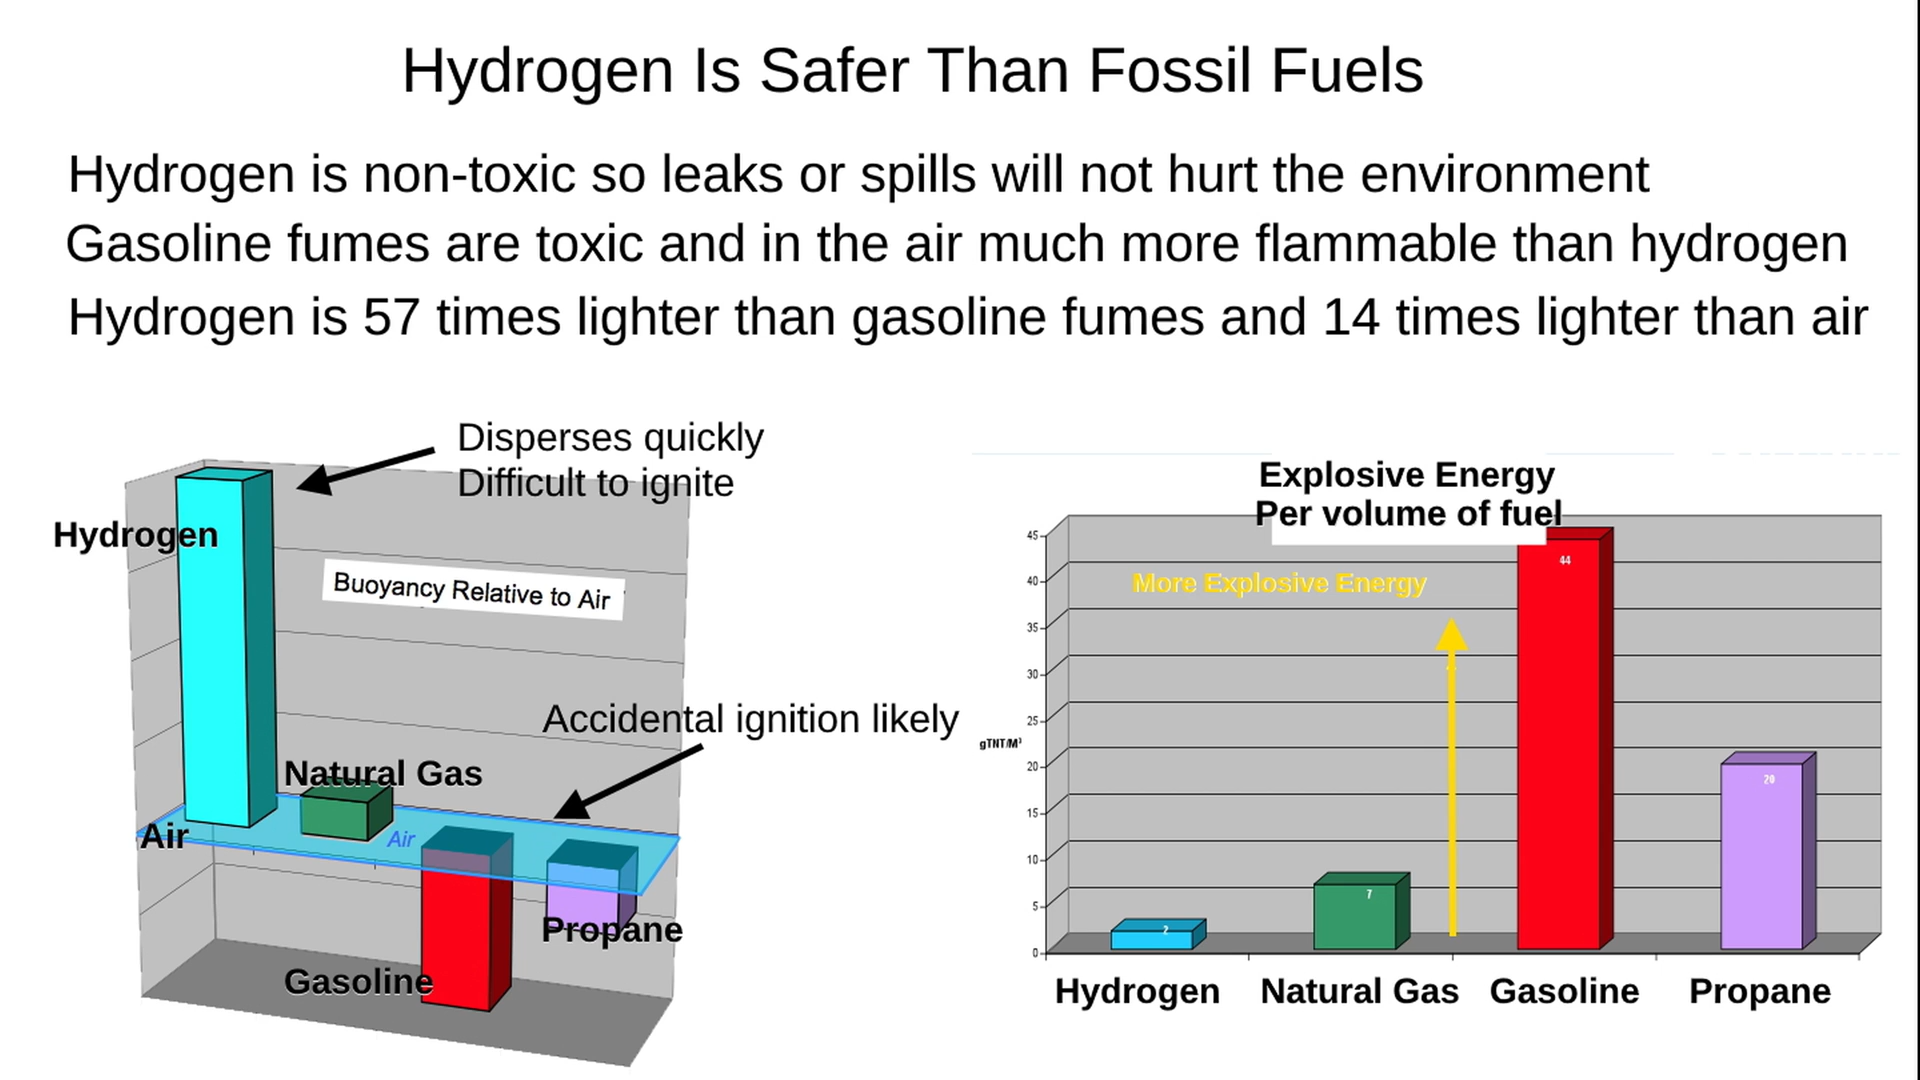 Hydrogen Is Safer Than Fossil Fuels
Hydrogen is non-toxic so leaks or spills will not hurt the environment
Gasoline fumes are toxic and in the air much more flammable than hydrogen
Hydrogen is 57 times lighter than gasoline fumes and 14 times lighter than air
Disperses quickly
Difficult to ignite
Hydrogen
Buoyancy Relative to Air
Accidental ignition likely
Natural Gas
Air
Air
Propane
Gasoline
Explosive Energy
Per volume of fuel
More Explosive Energy
45
40
35
30
25
20
15
10
5
0
gTNT/M³
2
7
44
20
Hydrogen Natural Gas Gasoline Propane